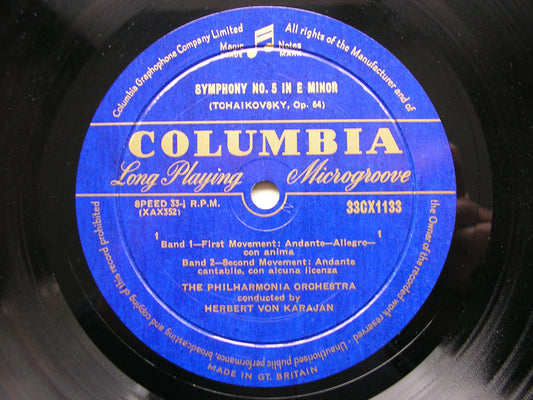 Columbia Graphophone Company Limited
All rights of the Manufacturer and of
Magic Notes
TRADE MARK
SYMPHONY NO. 5 IN E MINOR
(TCHAIKOVSKY, Op. 64)
COLUMBIA
Long Playing Microgroove
SPEED 33-⅓ R.P.M.
(XAX352)
33CX1133
1 1
Band 1—First Movement: Andante—Allegro—
con anima
Band 2—Second Movement: Andante
cantabile, con alcuna licenza
THE PHILHARMONIA ORCHESTRA
conducted by
HERBERT VON KARAJAN
the Owner of the recorded work reserved - Unauthorised public performance, broadcasting and copying of this record prohibited
MADE IN GT. BRITAIN